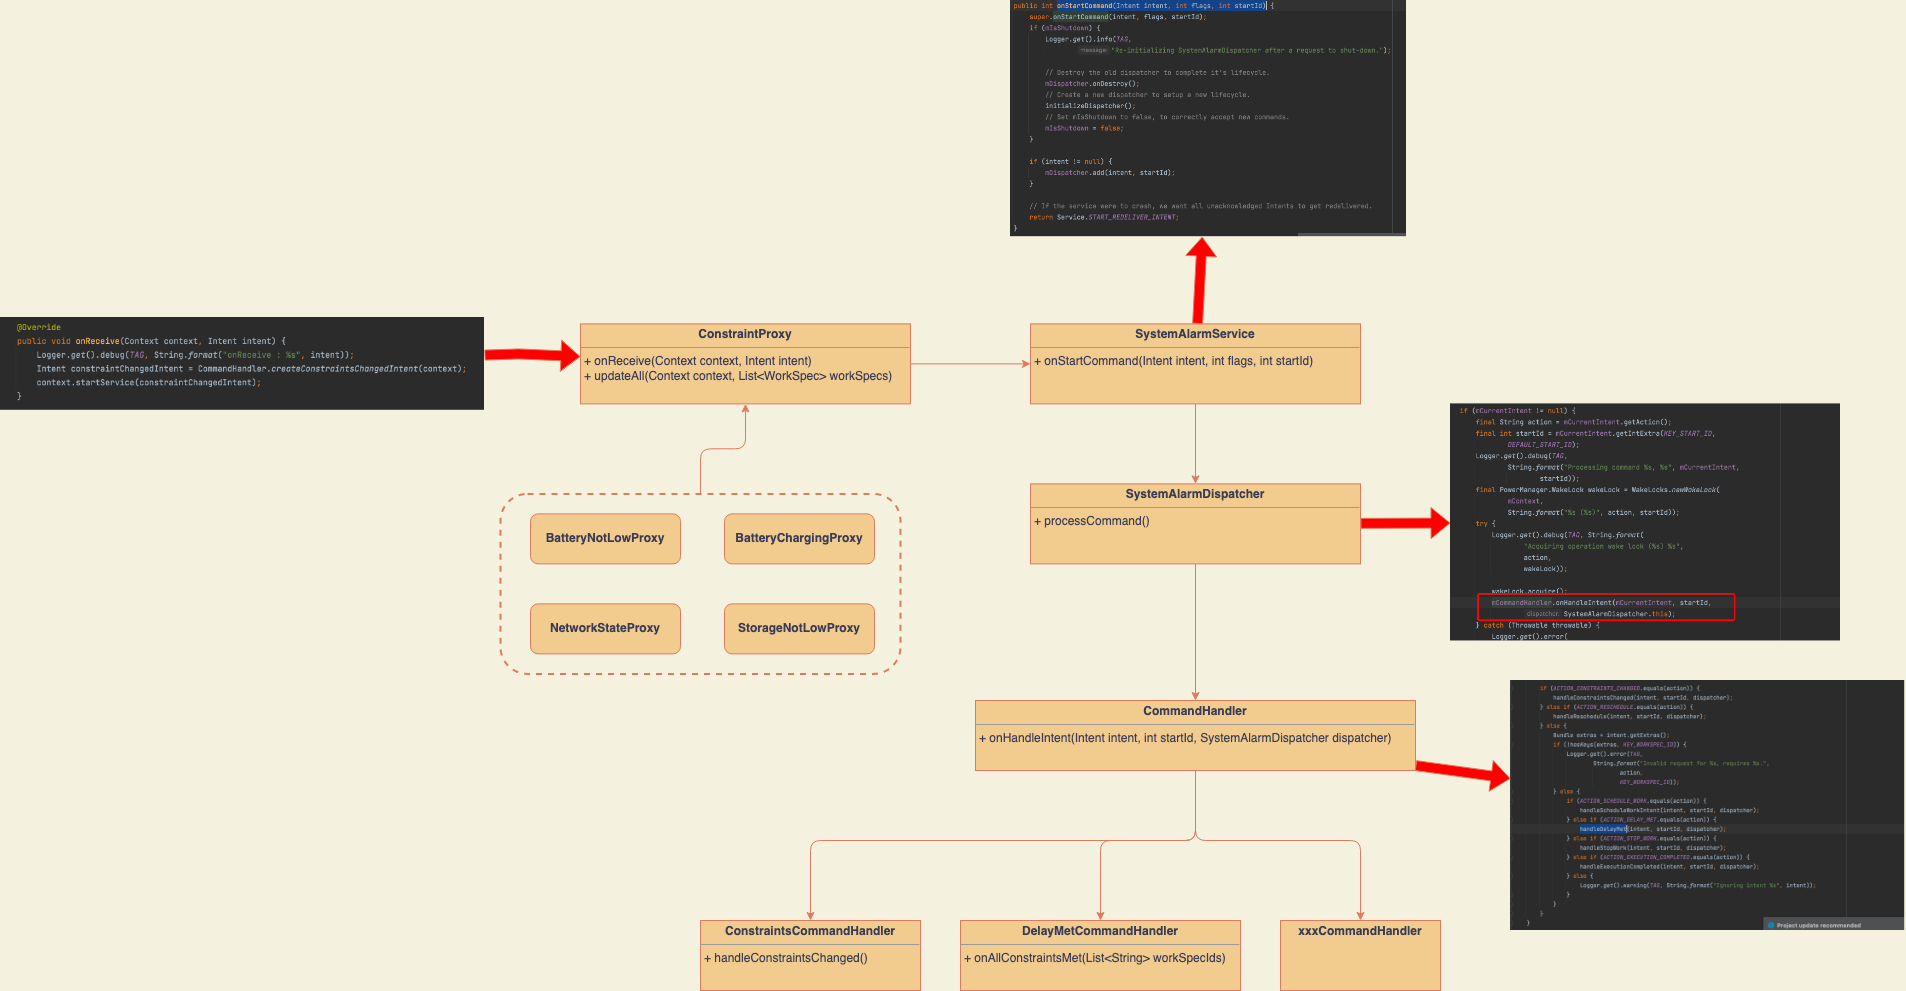 public int onStartCommand(Intent intent, int flags, int startId) {
super.onStartCommand(intent, flags, startId);
if (mIsShutdown) {
Logger.get().info(TAG,
message: "Re-initializing SystemAlarmDispatcher after a request to shut-down.");
// Destroy the old dispatcher to complete it's lifecycle.
mDispatcher.onDestroy();
// Create a new dispatcher to setup a new lifecycle.
initializeDispatcher();
// Set mIsShutdown to false, to correctly accept new commands.
mIsShutdown = false;
}
if (intent != null) {
mDispatcher.add(intent, startId);
}
// If the service were to crash, we want all unacknowledged Intents to get redelivered.
return Service.START_REDELIVER_INTENT;
}
@Override
public void onReceive(Context context, Intent intent) {
Logger.get().debug(TAG, String.format("onReceive : %s", intent));
Intent constraintChangedIntent = CommandHandler.createConstraintsChangedIntent(context);
context.startService(constraintChangedIntent);
}
ConstraintProxy
+ onReceive(Context context, Intent intent)
+ updateAll(Context context, List<WorkSpec> workSpecs)
SystemAlarmService
+ onStartCommand(Intent intent, int flags, int startId)
BatteryNotLowProxy
BatteryChargingProxy
NetworkStateProxy
StorageNotLowProxy
SystemAlarmDispatcher
+ processCommand()
if (mCurrentIntent != null) {
final String action = mCurrentIntent.getAction();
final int startId = mCurrentIntent.getIntExtra(KEY_START_ID,
DEFAULT_START_ID);
Logger.get().debug(TAG,
String.format("Processing command %s, %s", mCurrentIntent,
startId));
final PowerManager.WakeLock wakeLock = WakeLocks.newWakeLock(
mContext,
String.format("%s (%s)", action, startId));
try {
Logger.get().debug(TAG, String.format(
"Acquiring operation wake lock (%s) %s",
action,
wakeLock));
wakeLock.acquire();
mCommandHandler.onHandleIntent(mCurrentIntent, startId,
dispatcher: SystemAlarmDispatcher.this);
} catch (Throwable throwable) {
Logger.get().error(
CommandHandler
+ onHandleIntent(Intent intent, int startId, SystemAlarmDispatcher dispatcher)
if (ACTION_CONSTRAINTS_CHANGED.equals(action)) {
handleConstraintsChanged(intent, startId, dispatcher);
} else if (ACTION_RESCHEDULE.equals(action)) {
handleReschedule(intent, startId, dispatcher);
} else {
Bundle extras = intent.getExtras();
if (!hasKeys(extras, KEY_WORKSPEC_ID)) {
Logger.get().error(TAG,
String.format("Invalid request for %s, requires %s.",
action,
KEY_WORKSPEC_ID));
} else {
if (ACTION_SCHEDULE_WORK.equals(action)) {
handleScheduleWorkIntent(intent, startId, dispatcher);
} else if (ACTION_DELAY_MET.equals(action)) {
handleDelayMet(intent, startId, dispatcher);
} else if (ACTION_STOP_WORK.equals(action)) {
handleStopWork(intent, startId, dispatcher);
} else if (ACTION_EXECUTION_COMPLETED.equals(action)) {
handleExecutionCompleted(intent, startId, dispatcher);
} else {
Logger.get().warning(TAG, String.format("Ignoring intent %s", intent));
}
}
}
}
Project update recommended
ConstraintsCommandHandler
+ handleConstraintsChanged()
DelayMetCommandHandler
+ onAllConstraintsMet(List<String> workSpecIds)
xxxCommandHandler